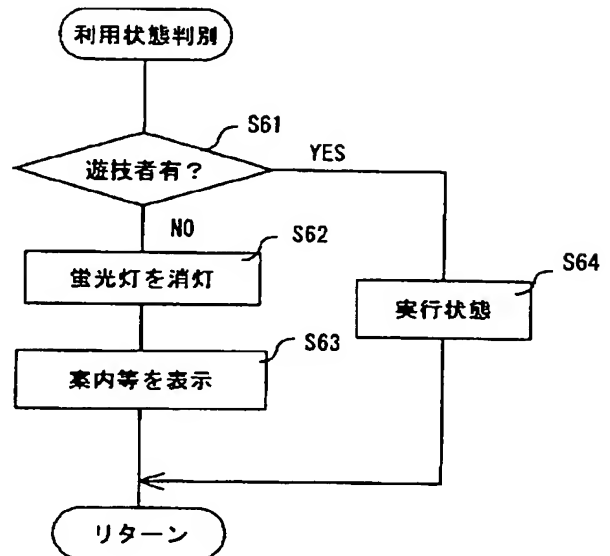 利用状態判別
S61
遊技者有？
YES
NO
S62
蛍光灯を消灯
S64
実行状態
S63
案内等を表示
リターン